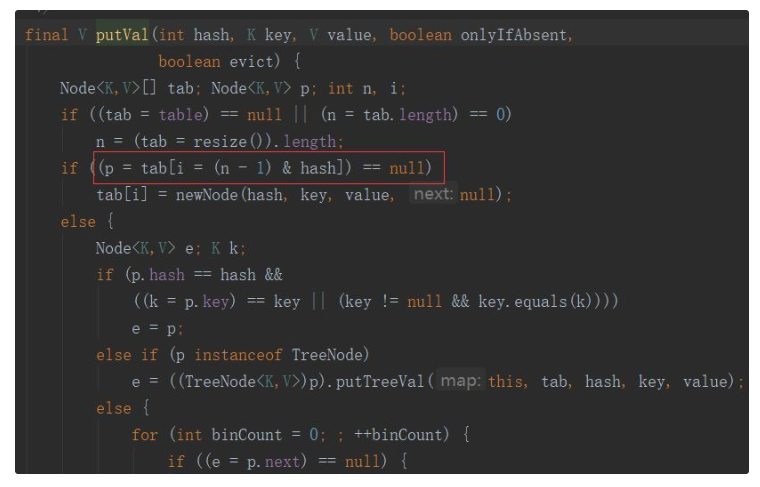 final V putVal(int hash, K key, V value, boolean onlyIfAbsent,
boolean evict) {
Node<K,V>[] tab; Node<K,V> p; int n, i;
if ((tab = table) == null || (n = tab.length) == 0)
n = (tab = resize()).length;
if ((p = tab[i = (n - 1) & hash]) == null)
tab[i] = newNode(hash, key, value, next: null);
else {
Node<K,V> e; K k;
if (p.hash == hash &&
((k = p.key) == key || (key != null && key.equals(k))))
e = p;
else if (p instanceof TreeNode)
e = ((TreeNode<K,V>)p).putTreeVal( map: this, tab, hash, key, value);
else {
for (int binCount = 0; ; ++binCount) {
if ((e = p.next) == null) {